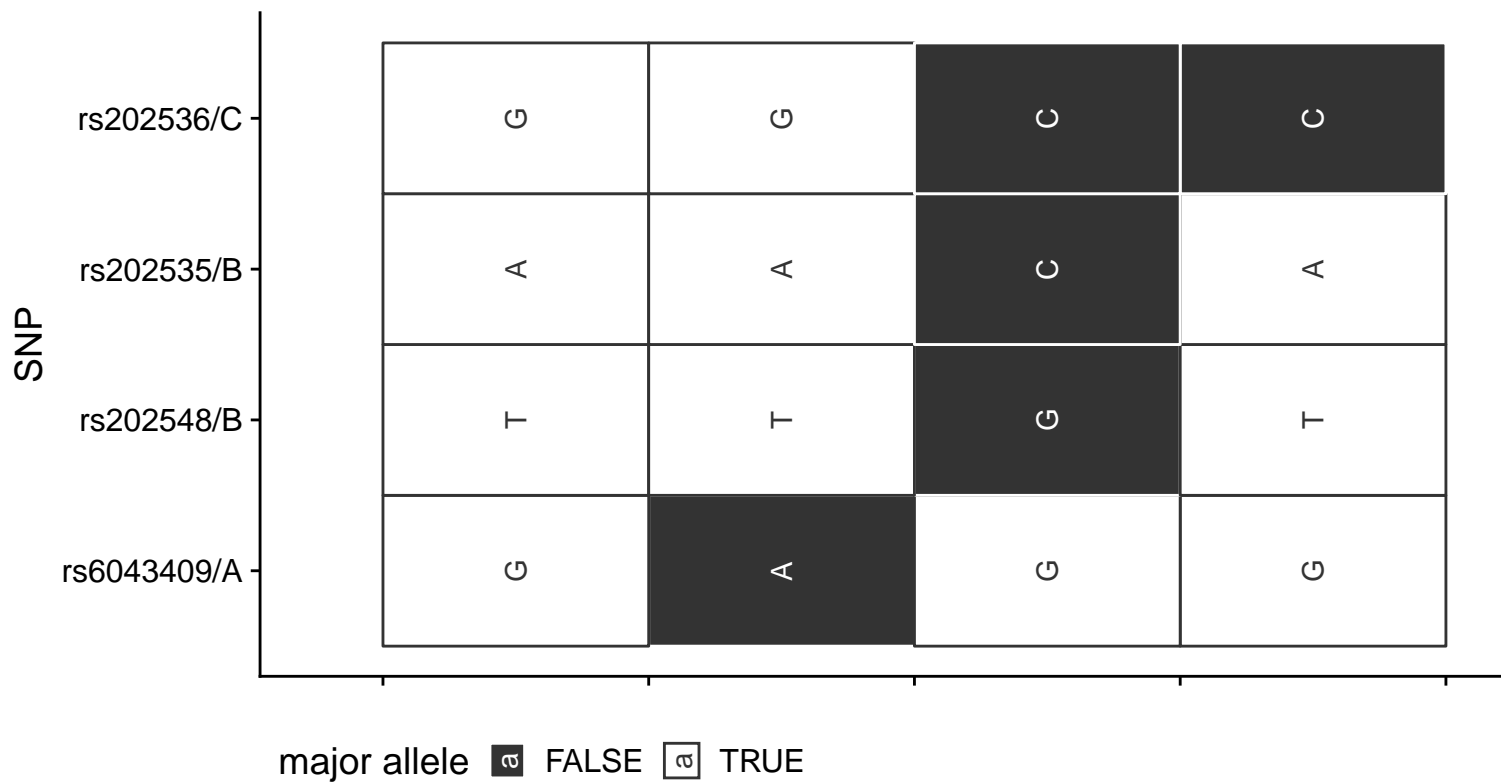 SNP
rs202536/C G G C C
rs202535/B A A C A
rs202548/B T T G T
rs6043409/A G A G G
major allele a FALSE a TRUE